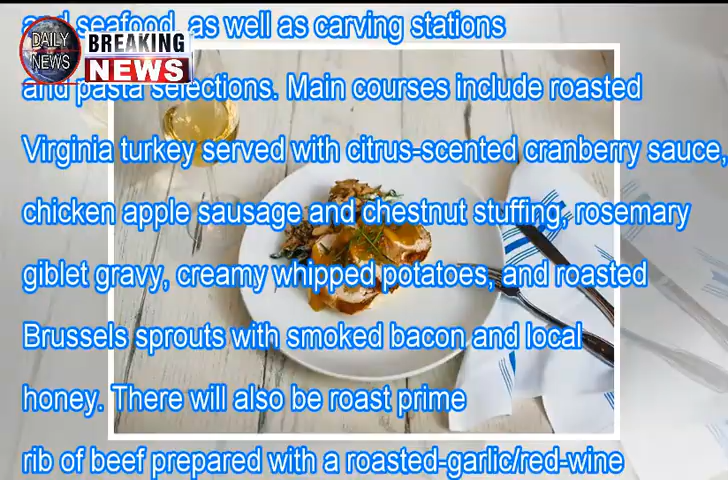 and seafood, as well as carving stations
DAILY NEWS
BREAKING
NEWS
and pasta selections. Main courses include roasted
Virginia turkey served with citrus-scented cranberry sauce,
chicken apple sausage and chestnut stuffing, rosemary
giblet gravy, creamy whipped potatoes, and roasted
Brussels sprouts with smoked bacon and local
honey. There will also be roast prime
rib of beef prepared with a roasted-garlic/red-wine